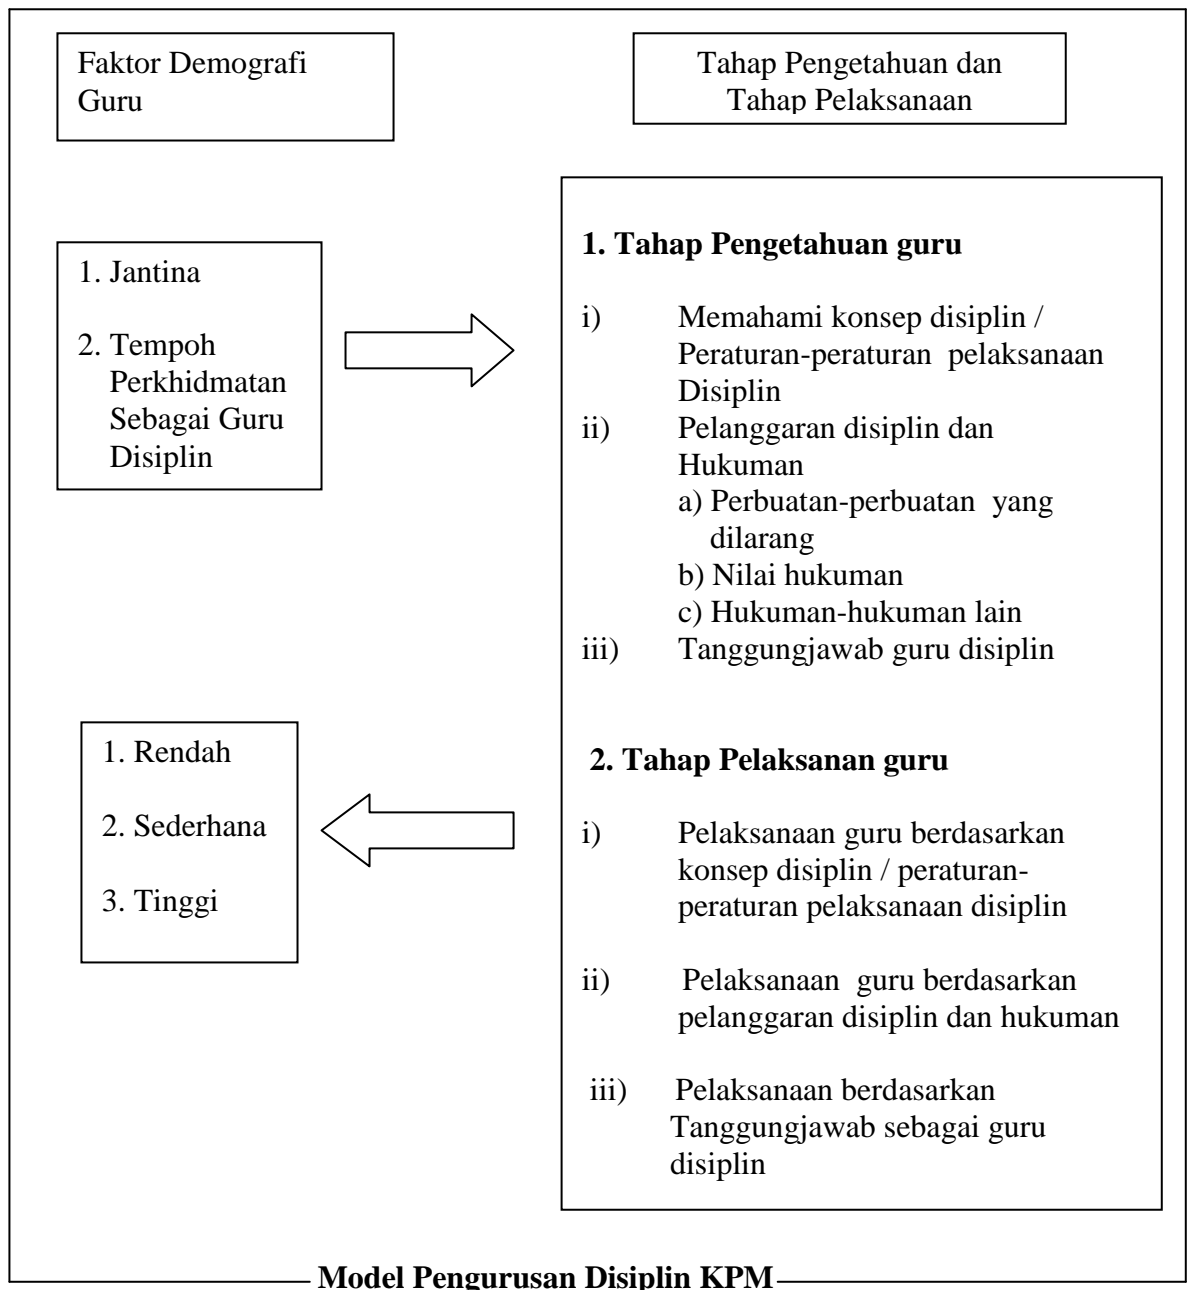 Faktor Demografi
Guru
Tahap Pengetahuan dan
Tahap Pelaksanaan
1. Jantina
2. Tempoh
Perkhidmatan
Sebagai Guru
Disiplin
1. Tahap Pengetahuan guru
i) Memahami konsep disiplin /
Peraturan-peraturan pelaksanaan
Disiplin
ii) Pelanggaran disiplin dan
Hukuman
a) Perbuatan-perbuatan yang
dilarang
b) Nilai hukuman
c) Hukuman-hukuman lain
iii) Tanggungjawab guru disiplin
1. Rendah
2. Sederhana
3. Tinggi
2. Tahap Pelaksanan guru
i) Pelaksanaan guru berdasarkan
konsep disiplin / peraturan-
peraturan pelaksanaan disiplin
ii) Pelaksanaan guru berdasarkan
pelanggaran disiplin dan hukuman
iii) Pelaksanaan berdasarkan
Tanggungjawab sebagai guru
disiplin
Model Pengurusan Disiplin KPM